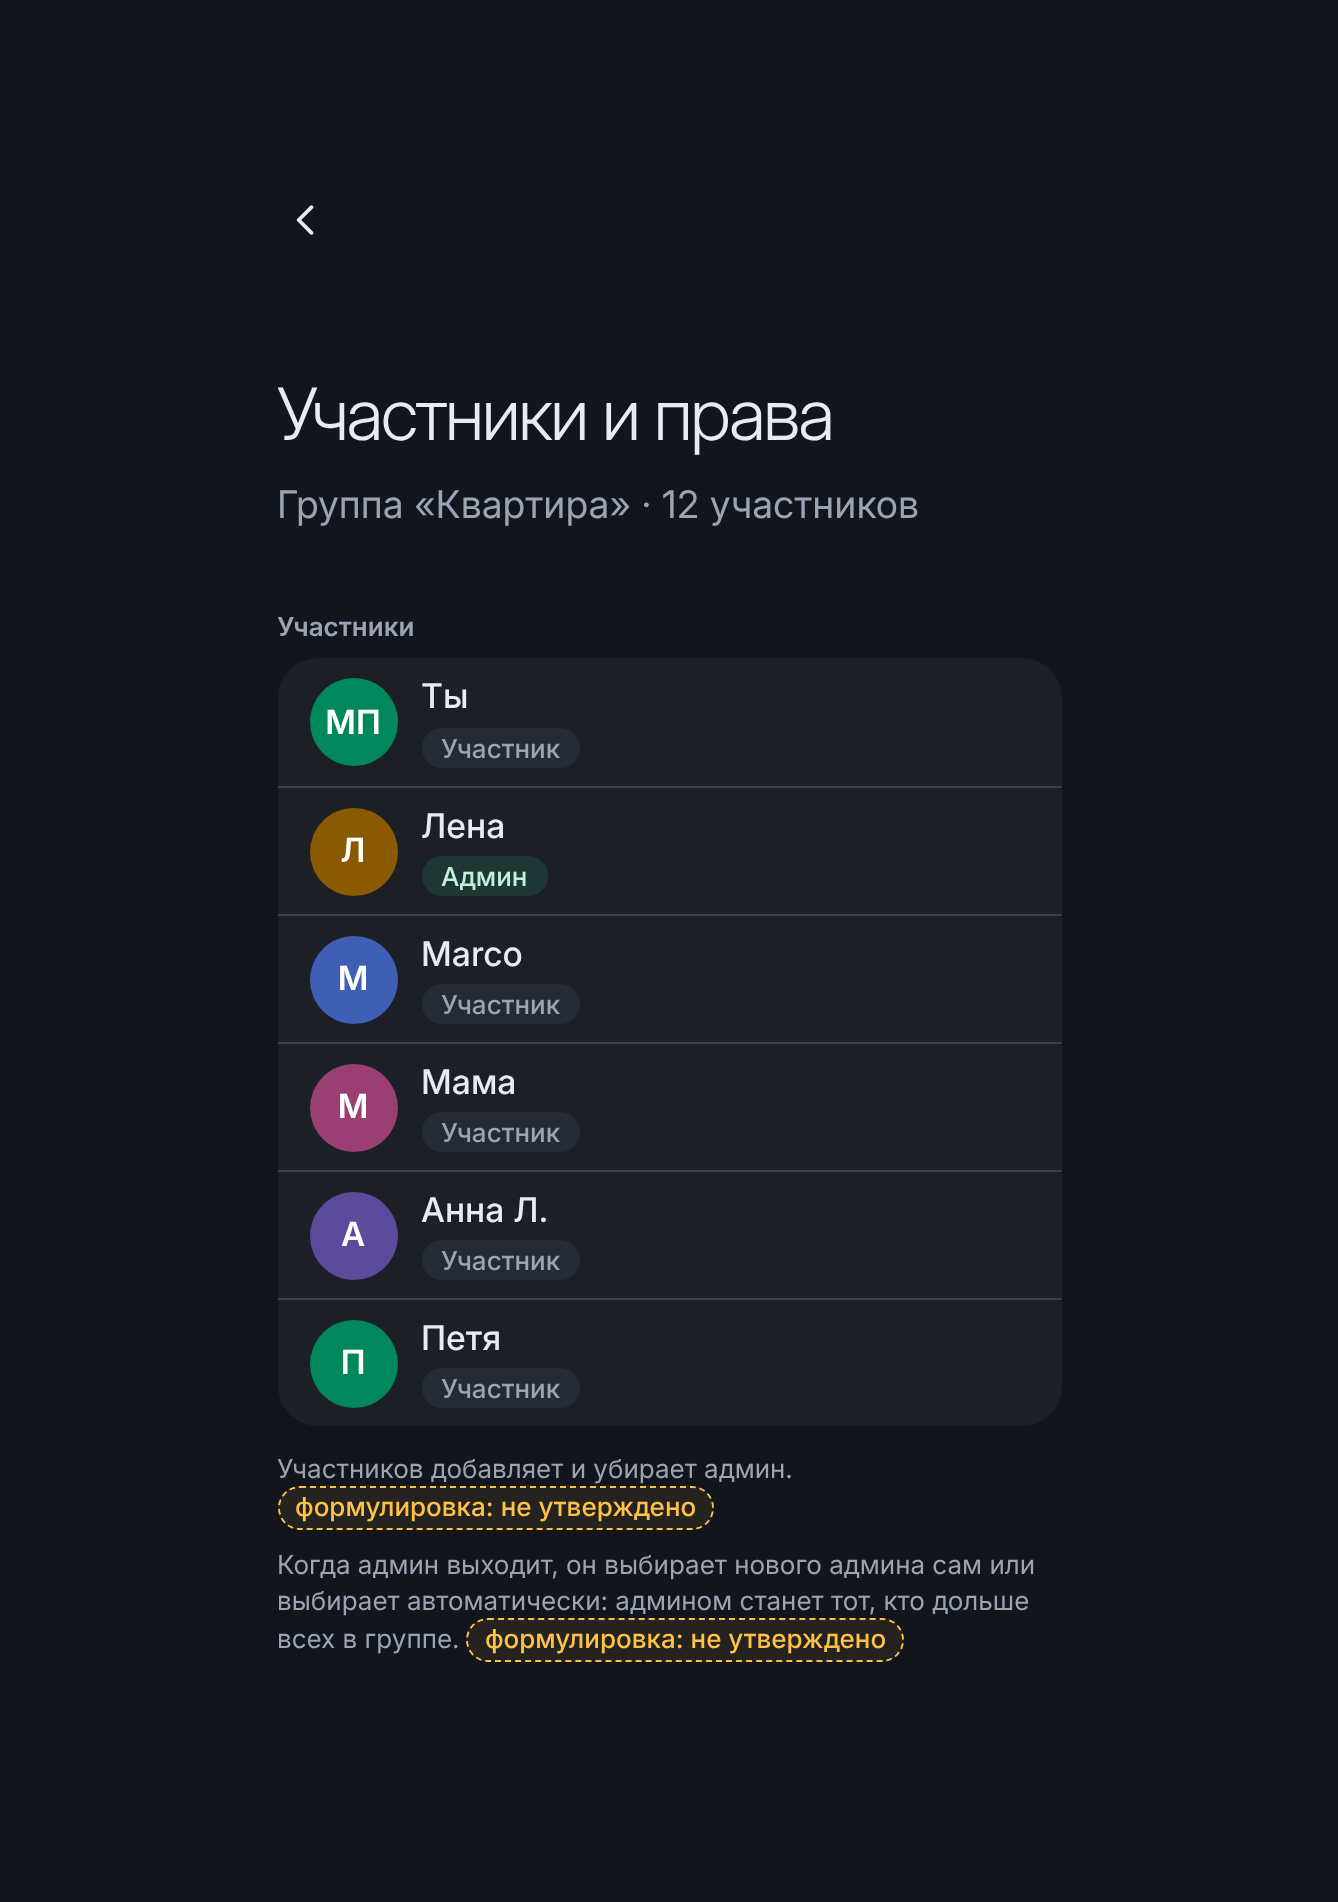 Участники и права
Группа «Квартира» · 12 участников
Участники
МП
Ты
Участник
Л
Лена
Админ
M
Marco
Участник
М
Мама
Участник
А
Анна Л.
Участник
П
Петя
Участник
Участников добавляет и убирает админ.
формулировка: не утверждено
Когда админ выходит, он выбирает нового админа сам или
выбирает автоматически: админом станет тот, кто дольше
всех в группе. формулировка: не утверждено